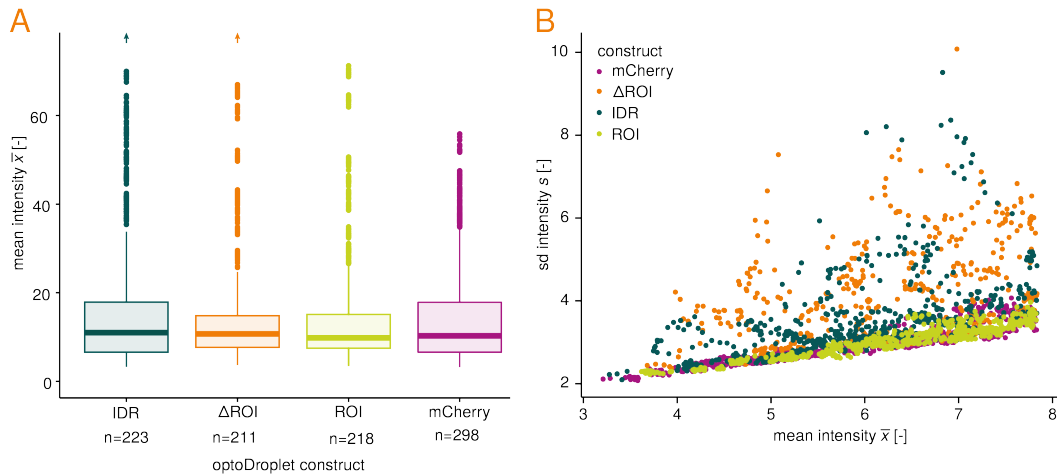 A
mean intensity x̅ [-]
60
40
20
0
IDR
ΔROI
ROI
mCherry
n=223
n=211
n=218
n=298
optoDroplet construct
B
sd intensity s [-]
10
8
6
4
2
construct
mCherry
ΔROI
IDR
ROI
3
4
5
6
7
8
mean intensity x̅ [-]